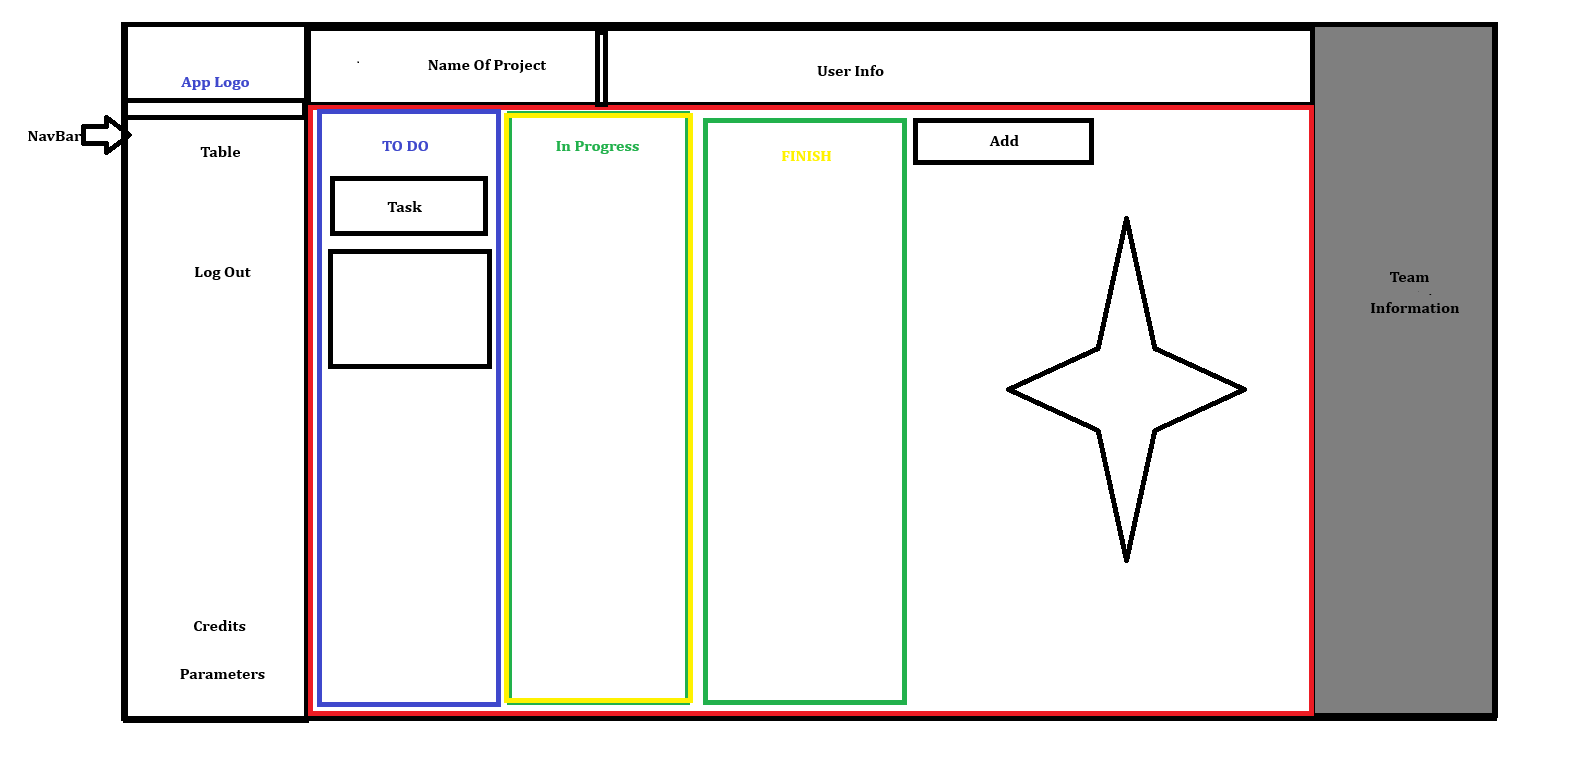 App Logo
Name Of Project
User Info
NavBar
Table
Log Out
Credits
Parameters
TO DO
Task
In Progress
FINISH
Add
Team
Information